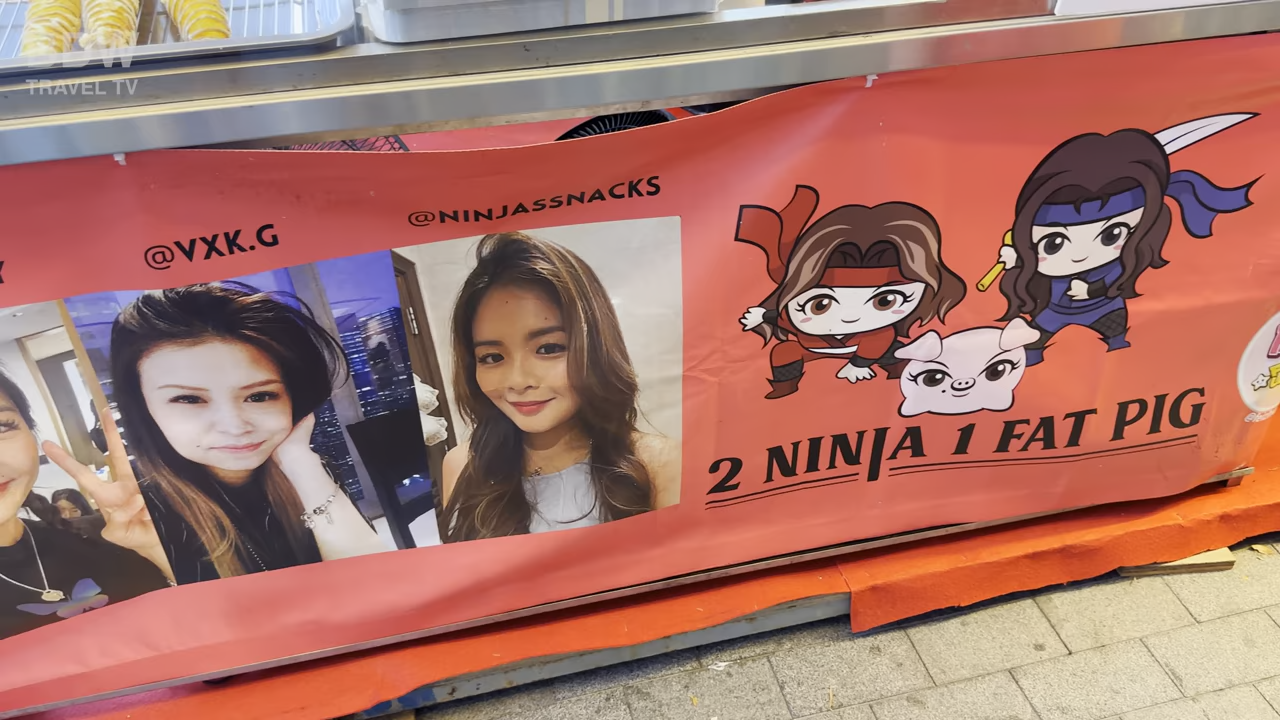 TRAVEL TV
@VXK.G
@NINJASSNACKS
2 NINJA 1 FAT PIG